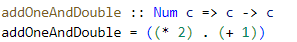 addOneAndDouble :: Num c => c -> c
addOneAndDouble = ((* 2) . (+ 1))